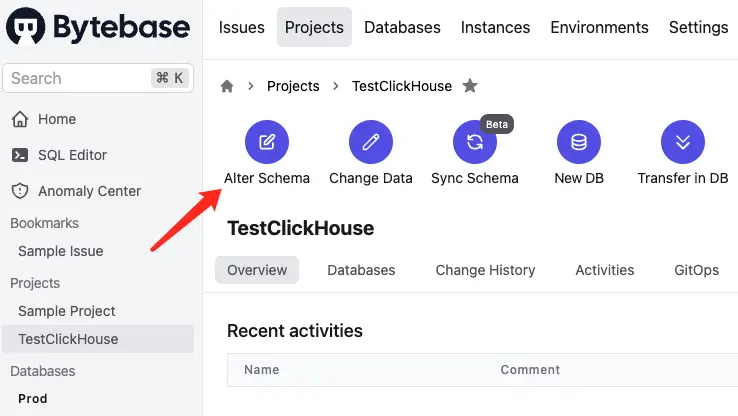 Bytebase
Issues Projects Databases Instances Environments Settings
Search ⌘ K
Projects > TestClickHouse
Home
SQL Editor
Anomaly Center
Bookmarks
Sample Issue
Projects
Sample Project
TestClickHouse
Databases
Prod
Beta
Alter Schema Change Data Sync Schema New DB Transfer in DB
TestClickHouse
Overview Databases Change History Activities GitOps
Recent activities
Name Comment